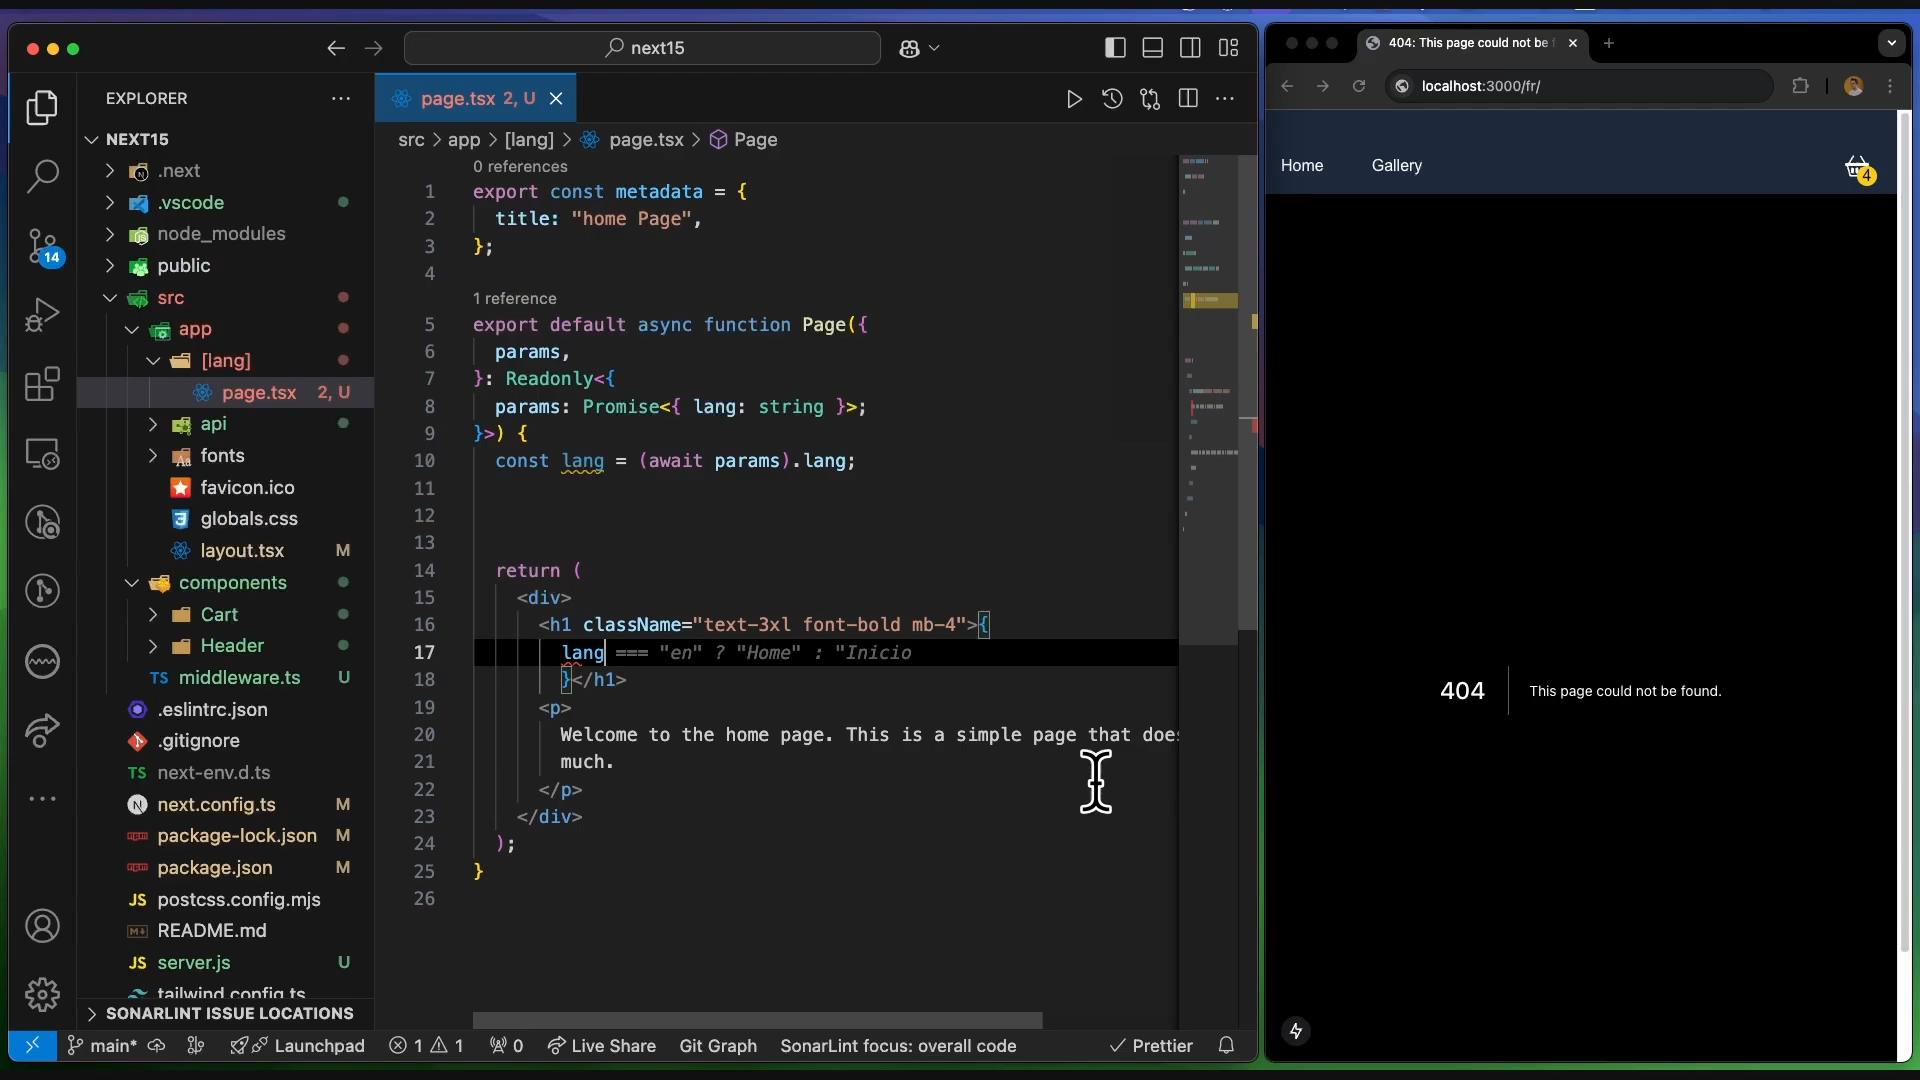 next15
EXPLORER
NEXT15
.next
.vscode
node_modules
public
src
app
[lang]
page.tsx 2, U
api
fonts
favicon.ico
globals.css
layout.tsx M
components
Cart
Header
TS middleware.ts U
.eslintrc.json
.gitignore
TS next-env.d.ts
next.config.ts M
package-lock.json M
package.json M
JS postcss.config.mjs
README.md
JS server.js U
tailwind.config.ts
SONARLINT ISSUE LOCATIONS
14
page.tsx 2, U
src > app > [lang] > page.tsx > Page
0 references
1 export const metadata = {
2 title: "home Page",
3 };
4
1 reference
5 export default async function Page({
6 params,
7 }: Readonly<{
8 params: Promise<{ lang: string }>;
9 }>) {
10 const lang = (await params).lang;
11
12
13
14 return (
15 <div>
16 <h1 className="text-3xl font-bold mb-4">{
17 lang === "en" ? "Home" : "Inicio
18 }</h1>
19 <p>
20 Welcome to the home page. This is a simple page that does
21 much.
22 </p>
23 </div>
24 );
25 }
26
main* Launchpad 1 1 0 Live Share Git Graph SonarLint focus: overall code Prettier
404: This page could not be f
localhost:3000/fr/
Home Gallery 4
404 This page could not be found.